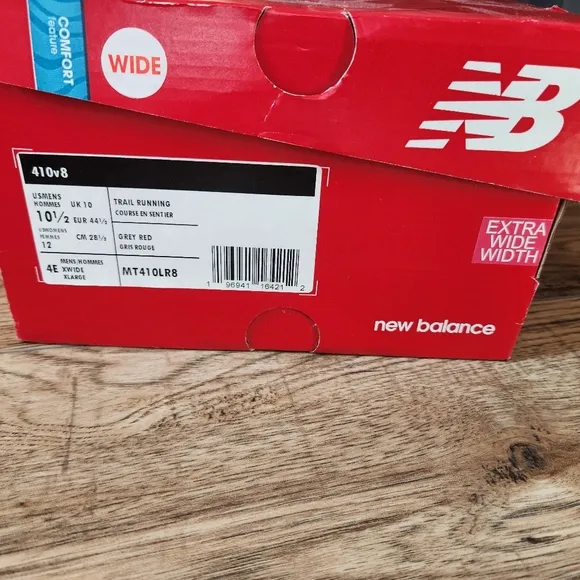 COMFORT
feature
WIDE
NB
410v8
USMENS
HOMMES
10½
UK 10
EUR 44½
USWOMENS
FEMMES
12
CM 28½
TRAIL RUNNING
COURSE EN SENTIER
GREY RED
GRIS ROUGE
MENS/HOMMES
4E XWIDE
XLARGE
MT410LR8
1 96941 16421 2
EXTRA
WIDE
WIDTH
new balance